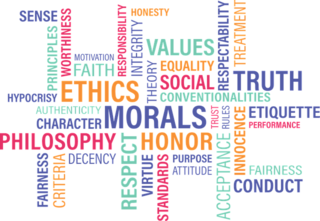 SENSE
HONESTY
PRINCIPLES
WORTHINESS
MOTIVATION
FAITH
RESPONSIBILITY
INTEGRITY
VALUES
RESPECTABILITY
TREATMENT
EQUALITY
THEORY
SOCIAL
TRUTH
HYPOCRISY
ETHICS
CONVENTIONALITIES
AUTHENTICITY
MORALS
TRUST
RULES
ETIQUETTE
CHARACTER
PERFORMANCE
PHILOSOPHY
RESPECT
HONOR
INNOCENCE
FAIRNESS
CRITERIA
DECENCY
VIRTUE
STANDARDS
PURPOSE
ATTITUDE
ACCEPTANCE
FAIRNESS
CONDUCT